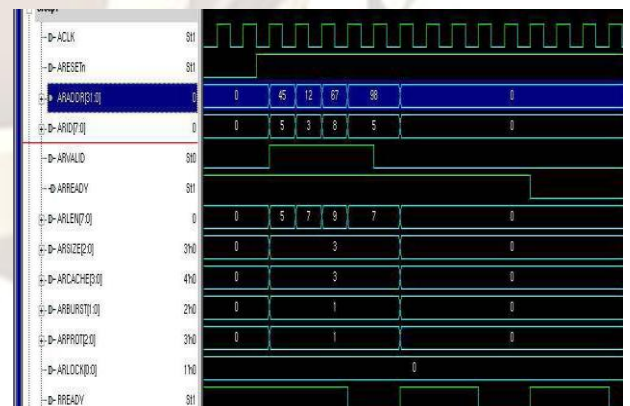 Group1
D- ACLK St1
D- ARESETn St1
ARADDR[31:0] 0 0 45 12 67 98 0
D- ARID[7:0] 0 0 5 3 8 5 0
D- ARVALID St0
D- ARREADY St1
D- ARLEN[7:0] 0 0 5 7 9 7 0
D- ARSIZE[2:0] 3'h0 0 3 0
D- ARCACHE[3:0] 4'h0 0 3 0
D- ARBURST[1:0] 2'h0 0 1 0
D- ARPROT[2:0] 3'h0 0 1 0
D- ARLOCK[0:0] 1'h0 0
D- RREADY St1